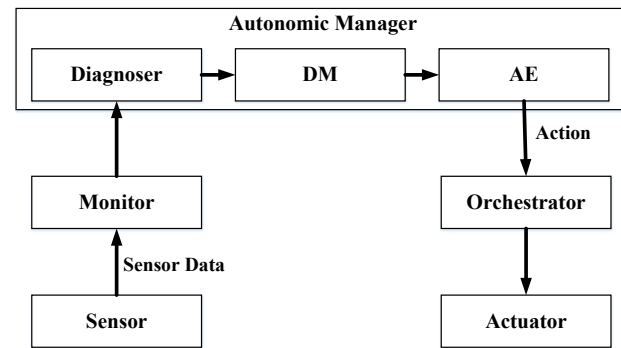 Autonomic Manager
Diagnoser
DM
AE
Action
Monitor
Orchestrator
Sensor Data
Sensor
Actuator